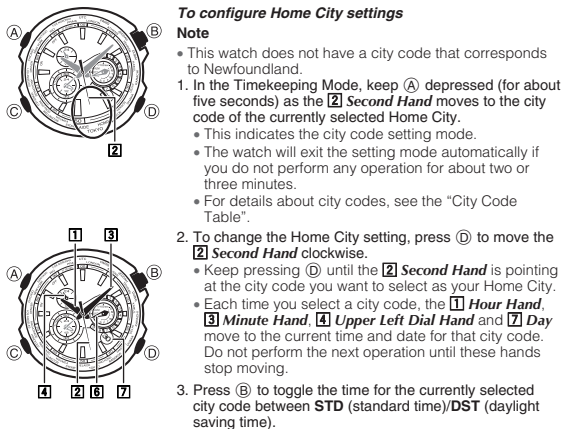 To configure Home City settings
Note
• This watch does not have a city code that corresponds
to Newfoundland.
1. In the Timekeeping Mode, keep Ⓐ depressed (for about
five seconds) as the 2 Second Hand moves to the city
code of the currently selected Home City.
• This indicates the city code setting mode.
• The watch will exit the setting mode automatically if
you do not perform any operation for about two or
three minutes.
• For details about city codes, see the “City Code
Table”.
2. To change the Home City setting, press Ⓓ to move the
2 Second Hand clockwise.
• Keep pressing Ⓓ until the 2 Second Hand is pointing
at the city code you want to select as your Home City.
• Each time you select a city code, the 1 Hour Hand,
3 Minute Hand, 4 Upper Left Dial Hand and 7 Day
move to the current time and date for that city code.
Do not perform the next operation until these hands
stop moving.
3. Press Ⓑ to toggle the time for the currently selected
city code between STD (standard time)/DST (daylight
saving time).
Ⓐ
Ⓑ
Ⓒ
Ⓓ
TOKYO
2
1
3
Ⓐ
Ⓑ
Ⓒ
Ⓓ
4
2
6
7